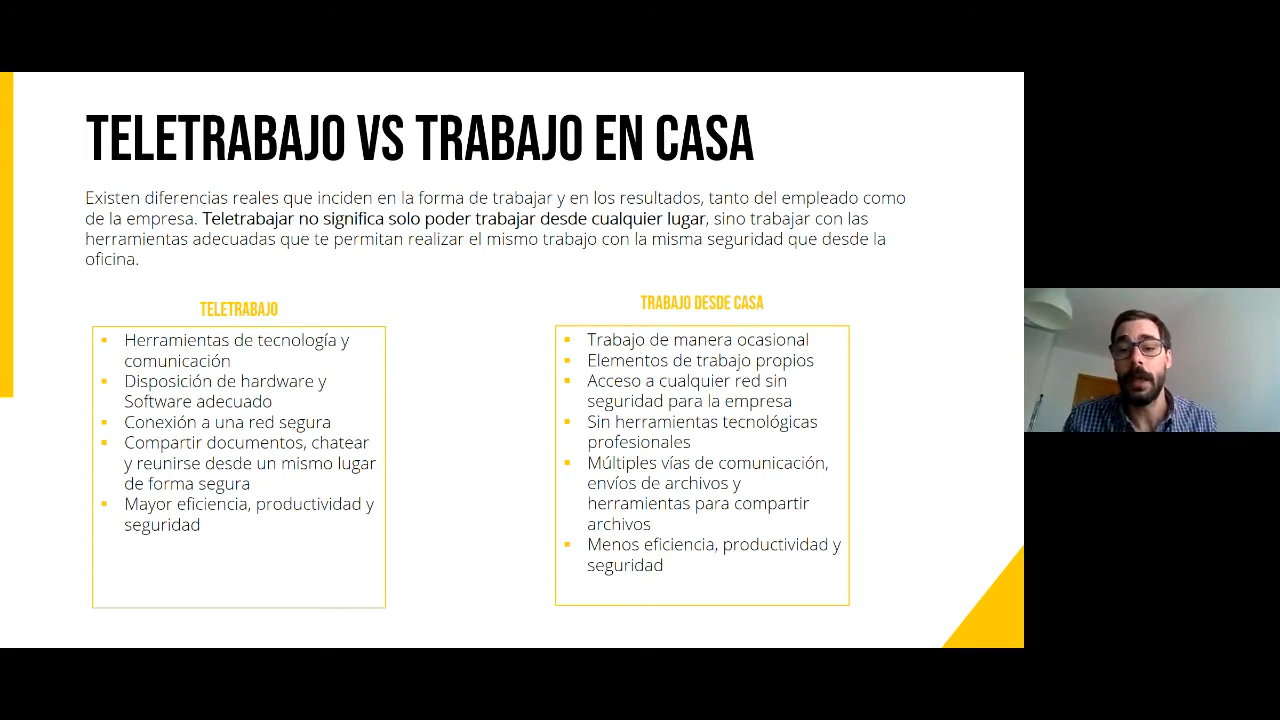 TELETRABAJO VS TRABAJO EN CASA
Existen diferencias reales que inciden en la forma de trabajar y en los resultados, tanto del empleado como
de la empresa. Teletrabajar no significa solo poder trabajar desde cualquier lugar, sino trabajar con las
herramientas adecuadas que te permitan realizar el mismo trabajo con la misma seguridad que desde la
oficina.
TELETRABAJO
Herramientas de tecnología y
comunicación
Disposición de hardware y
Software adecuado
Conexión a una red segura
Compartir documentos, chatear
y reunirse desde un mismo lugar
de forma segura
Mayor eficiencia, productividad y
seguridad
TRABAJO DESDE CASA
Trabajo de manera ocasional
Elementos de trabajo propios
Acceso a cualquier red sin
seguridad para la empresa
Sin herramientas tecnológicas
profesionales
Múltiples vías de comunicación,
envíos de archivos y
herramientas para compartir
archivos
Menos eficiencia, productividad y
seguridad